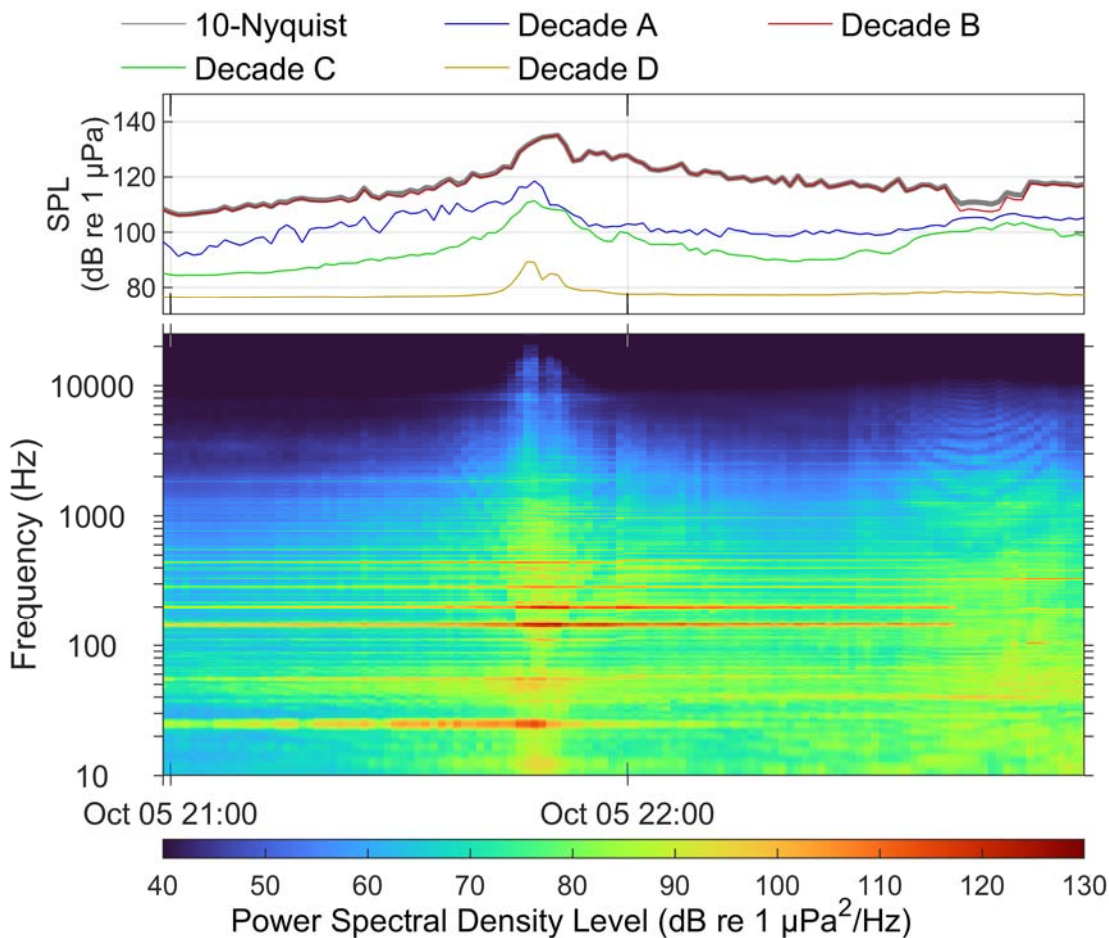 10-Nyquist Decade A Decade B
Decade C Decade D
SPL
(dB re 1 µPa)
140
120
100
80
Frequency (Hz)
10000
1000
100
10
Oct 05 21:00 Oct 05 22:00
40 50 60 70 80 90 100 110 120 130
Power Spectral Density Level (dB re 1 µPa²/Hz)